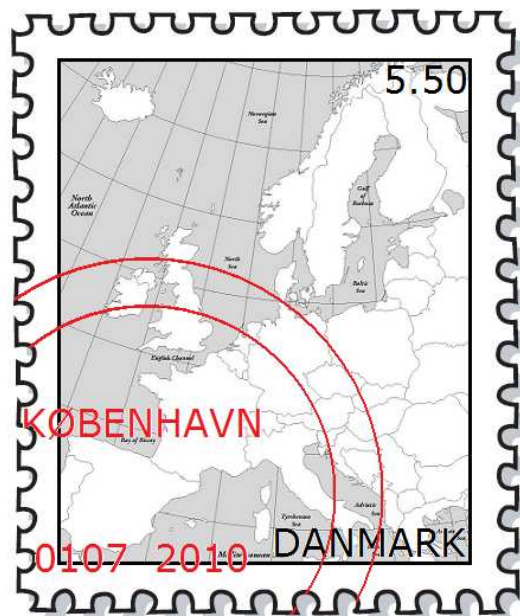 5.50
Norwegian
Sea
North
Atlantic
Ocean
Gulf
of
Bothnia
North
Sea
Baltic
Sea
English Channel
KØBENHAVN
Bay of Biscay
Tyrrhenian
Sea
Adriatic
Sea
DANMARK
0107 2010
Mediterranean